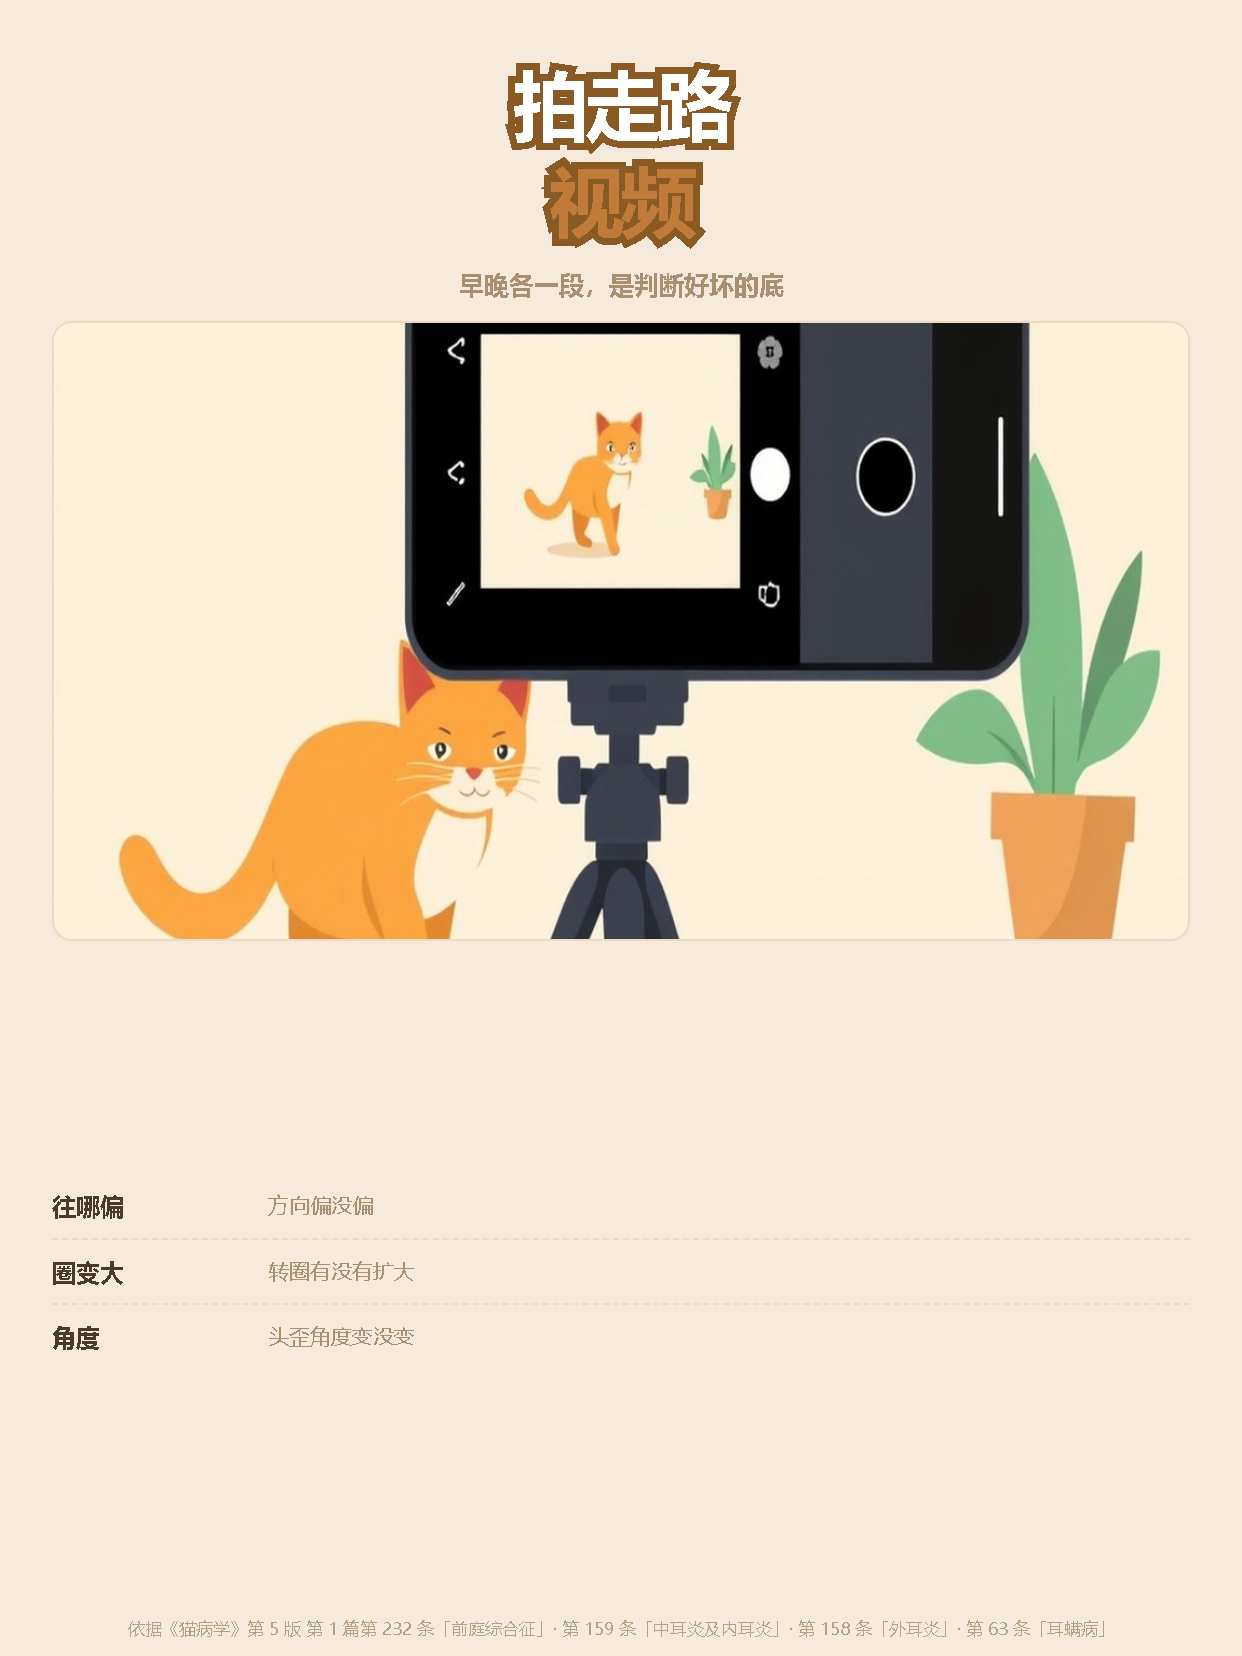 拍走路
视频
早晚各一段，是判断好坏的底
往哪偏 方向偏没偏
圈变大 转圈有没有扩大
角度 头歪角度变没变
依据《猫病学》第 5 版 第 1 篇第 232 条「前庭综合征」· 第 159 条「中耳炎及内耳炎」· 第 158 条「外耳炎」· 第 63 条「耳螨病」